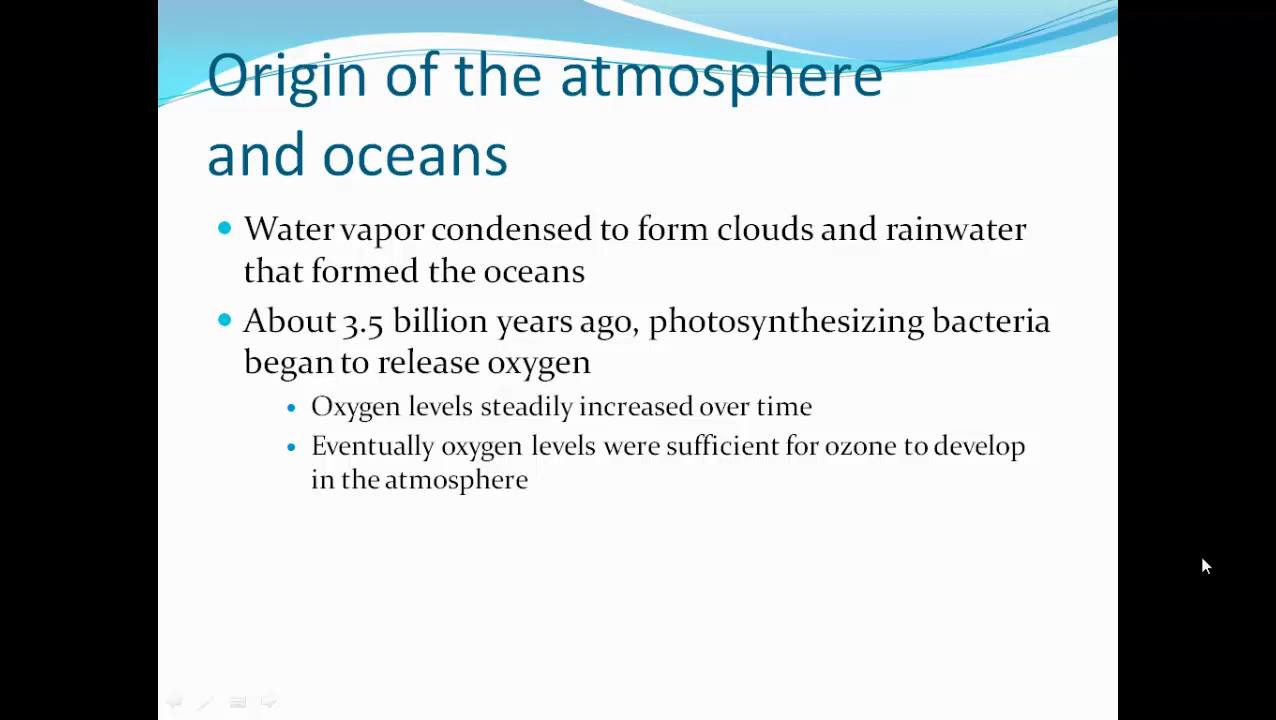 Origin of the atmosphere
and oceans
• Water vapor condensed to form clouds and rainwater
that formed the oceans
• About 3.5 billion years ago, photosynthesizing bacteria
began to release oxygen
• Oxygen levels steadily increased over time
• Eventually oxygen levels were sufficient for ozone to develop
in the atmosphere